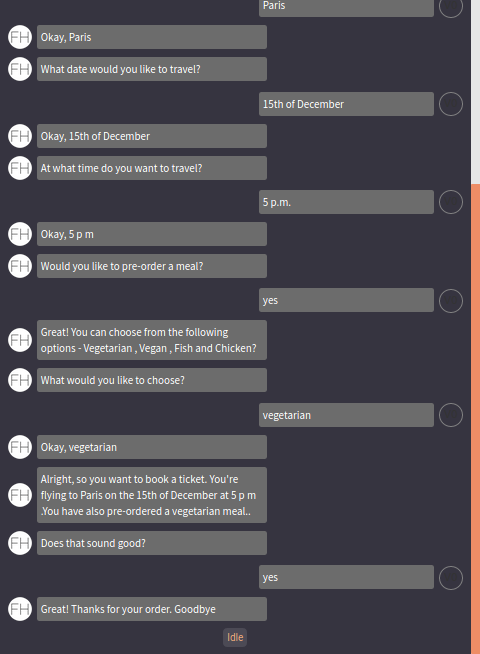 Paris
FH Okay, Paris
FH What date would you like to travel?
15th of December
FH Okay, 15th of December
FH At what time do you want to travel?
5 p.m.
FH Okay, 5 p m
FH Would you like to pre-order a meal?
yes
Great! You can choose from the following
FH options - Vegetarian , Vegan , Fish and Chicken?
FH What would you like to choose?
vegetarian
FH Okay, vegetarian
Alright, so you want to book a ticket. You're
FH flying to Paris on the 15th of December at 5 p m
.You have also pre-ordered a vegetarian meal..
FH Does that sound good?
yes
FH Great! Thanks for your order. Goodbye
Idle